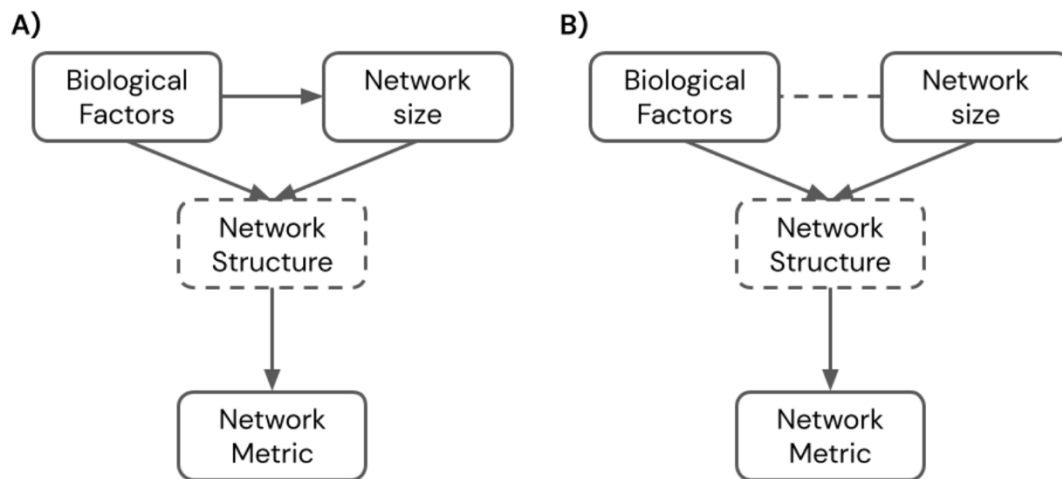 A)
Biological
Factors
Network
size
Network
Structure
Network
Metric
B)
Biological
Factors
Network
size
Network
Structure
Network
Metric